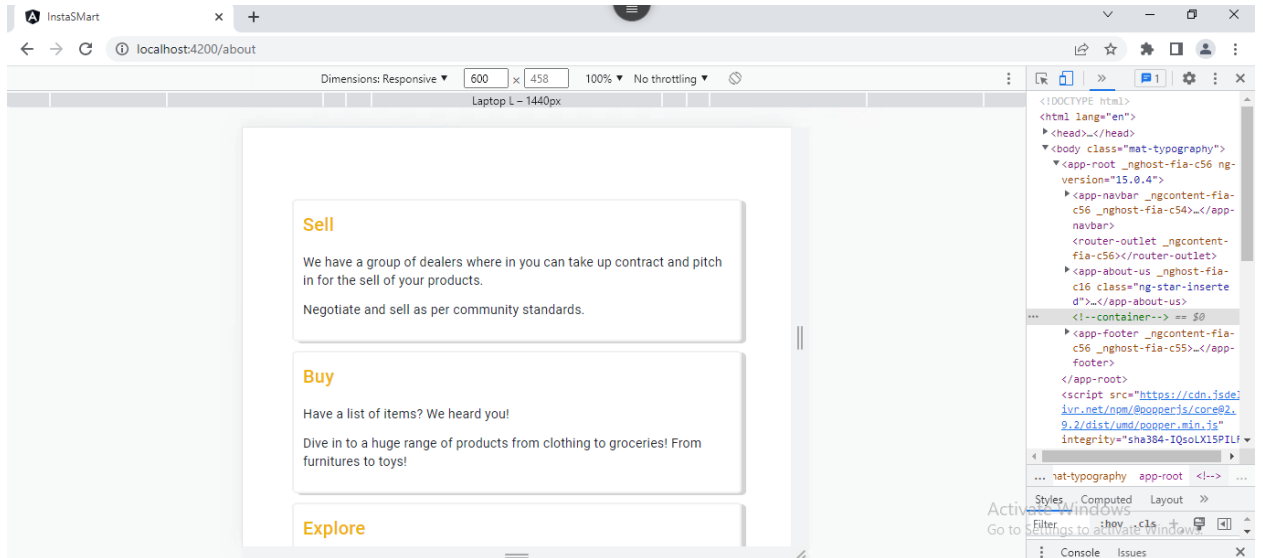 InstaSMart
localhost:4200/about
Dimensions: Responsive ▼ 600 × 458 100% ▼ No throttling ▼
Laptop L – 1440px
Sell
We have a group of dealers where in you can take up contract and pitch
in for the sell of your products.
Negotiate and sell as per community standards.
Buy
Have a list of items? We heard you!
Dive in to a huge range of products from clothing to groceries! From
furnitures to toys!
Explore
» 1
<!DOCTYPE html>
<html lang="en">
<head>…</head>
<body class="mat-typography">
<app-root _nghost-fia-c56 ng-
version="15.0.4">
<app-navbar _ngcontent-fia-
c56 _nghost-fia-c54>…</app-
navbar>
<router-outlet _ngcontent-
fia-c56></router-outlet>
<app-about-us _nghost-fia-
c16 class="ng-star-inserte
d">…</app-about-us>
<!--container--> == $0
<app-footer _ngcontent-fia-
c56 _nghost-fia-c55>…</app-
footer>
</app-root>
<script src="https://cdn.jsdel
ivr.net/npm/@popperjs/core@2.
9.2/dist/umd/popper.min.js"
integrity="sha384-IQsoLXl5PILF
... mat-typography app-root <!--> ...
Styles Computed Layout »
Filter :hov .cls +
Console Issues
Activate Windows
Go to Settings to activate Windows.